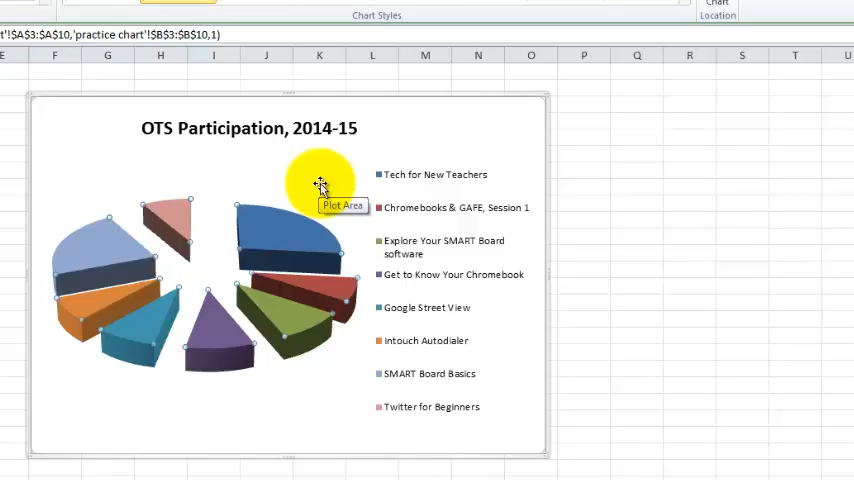 Chart
Chart Styles
Location
t'!$A$3:$A$10,'practice chart'!$B$3:$B$10,1)
E F G H I J K L M N O P Q R S T U
OTS Participation, 2014-15
Tech for New Teachers
Plot Area
Chromebooks & GAFE, Session 1
Explore Your SMART Board
software
Get to Know Your Chromebook
Google Street View
Intouch Autodialer
SMART Board Basics
Twitter for Beginners